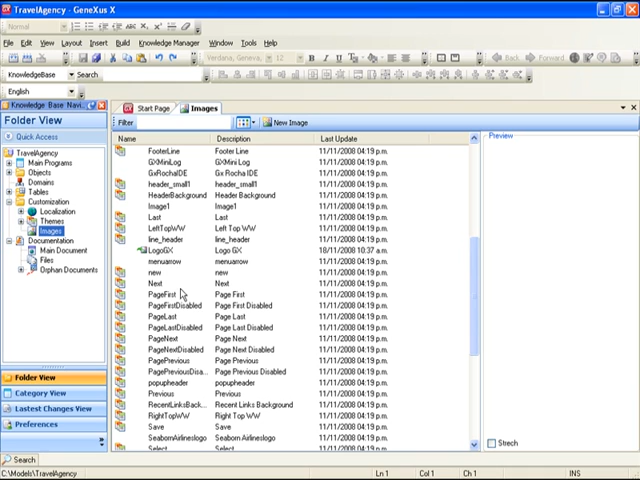 TravelAgency - GeneXus X
Normal
File Edit View Layout Insert Build Knowledge Manager Window Tools Help
Verdana, Geneva, 12 B I U Back Forward
KnowledgeBase Search
English
Knowledge Base Navi...
Folder View
Quick Access
TravelAgency
Main Programs
Objects
Domains
Tables
Customization
Localization
Themes
Images
Documentation
Main Document
Files
Orphan Documents
Folder View
Category View
Lastest Changes View
Preferences
Start Page Images
Filter New Image
Name Description Last Update
FooterLine Footer Line 11/11/2008 04:19 p.m.
GXMiniLog GXMini Log 11/11/2008 04:19 p.m.
GxRochaIDE Gx Rocha IDE 11/11/2008 04:19 p.m.
header_small1 header_small1 11/11/2008 04:19 p.m.
HeaderBackground Header Background 11/11/2008 04:19 p.m.
Image1 Image1 11/11/2008 04:19 p.m.
Last Last 11/11/2008 04:19 p.m.
LeftTopWW Left Top WW 11/11/2008 04:19 p.m.
line_header line_header 11/11/2008 04:19 p.m.
LogoGX Logo GX 18/11/2008 10:37 a.m.
menuarrow menuarrow 11/11/2008 04:19 p.m.
new new 11/11/2008 04:19 p.m.
Next Next 11/11/2008 04:19 p.m.
PageFirst Page First 11/11/2008 04:19 p.m.
PageFirstDisabled Page First Disabled 11/11/2008 04:19 p.m.
PageLast Page Last 11/11/2008 04:19 p.m.
PageLastDisabled Page Last Disabled 11/11/2008 04:19 p.m.
PageNext Page Next 11/11/2008 04:19 p.m.
PageNextDisabled Page Next Disabled 11/11/2008 04:19 p.m.
PagePrevious Page Previous 11/11/2008 04:19 p.m.
PagePreviousDisa... Page Previous Disabled 11/11/2008 04:19 p.m.
popupheader popupheader 11/11/2008 04:19 p.m.
Previous Previous 11/11/2008 04:19 p.m.
RecentLinksBack... Recent Links Background 11/11/2008 04:19 p.m.
RightTopWW Right Top WW 11/11/2008 04:19 p.m.
Save Save 11/11/2008 04:19 p.m.
SeabornAirlineslogo Seaborn Airlineslogo 11/11/2008 04:19 p.m.
Select Select 11/11/2008 04:19 p.m.
Preview
Strech
Search
C:\Models\TravelAgency Ln 1 Col 1 Ch 1 INS